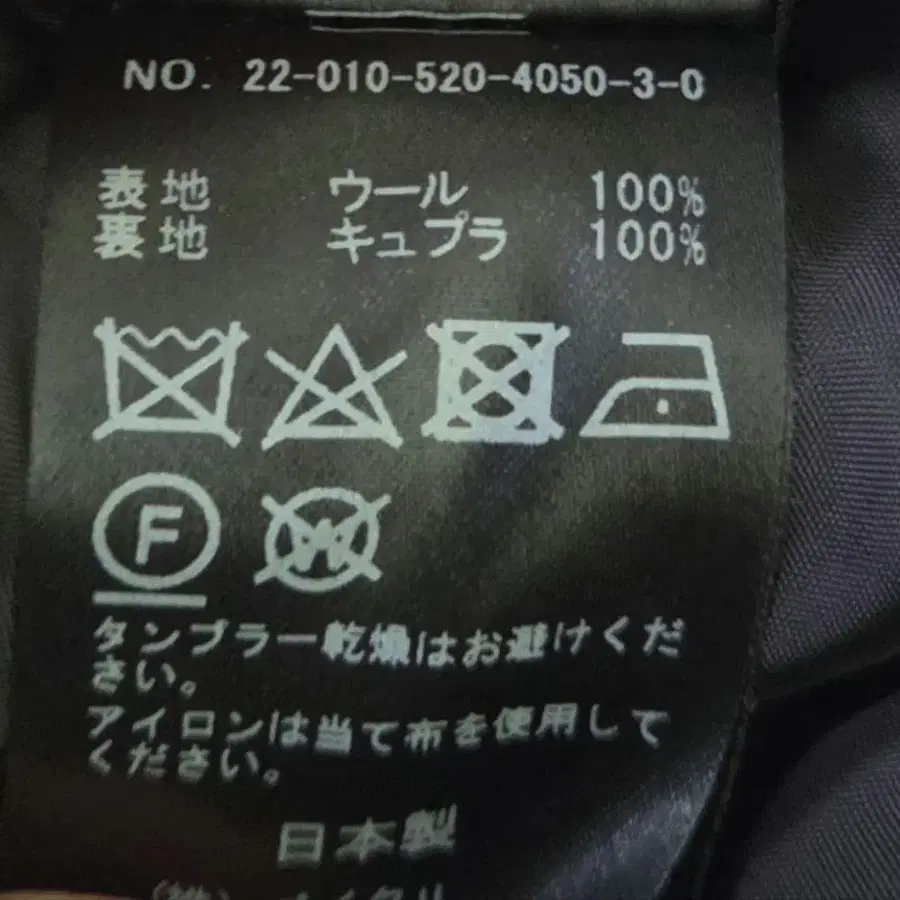 NO. 22-010-520-4050-3-0
表地 ウール 100%
裏地 キュプラ 100%
F
W
タンブラー乾燥はお避けくだ
さい。
アイロンは当て布を使用して
ください。
日本製